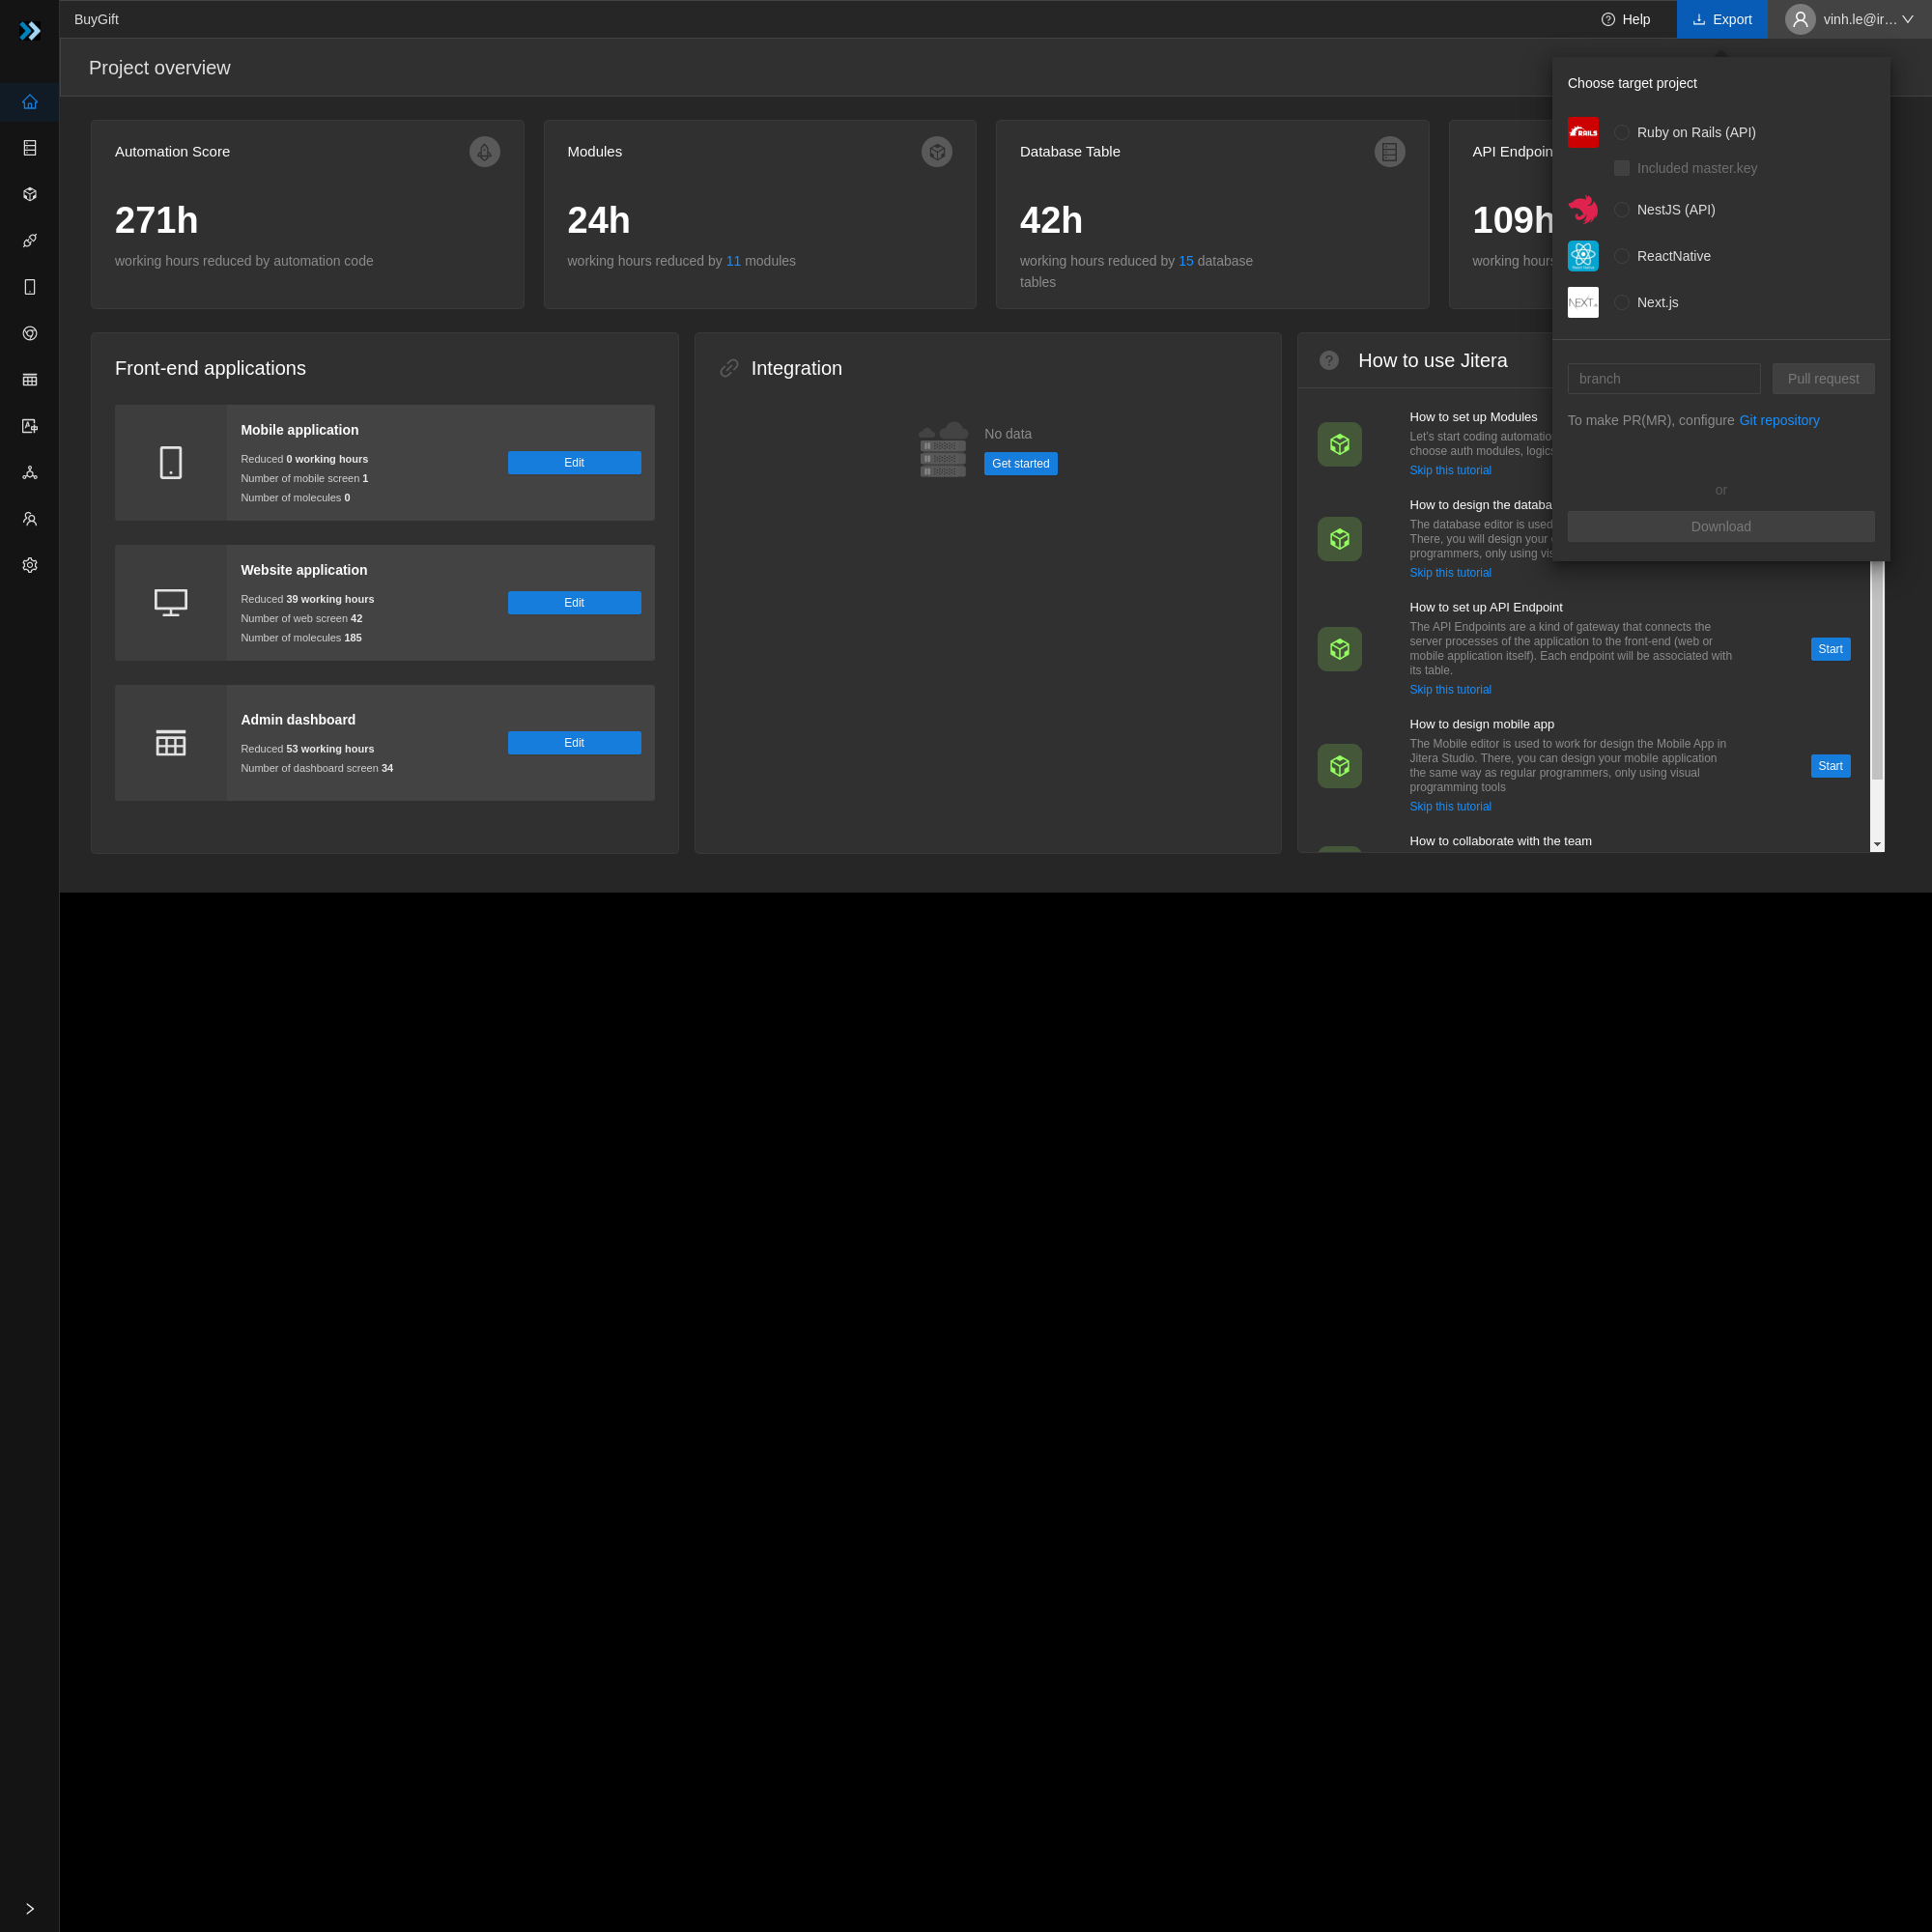 BuyGift
Help
Export
vinh.le@ir…
Project overview
Choose target project
RAILS
Ruby on Rails (API)
Included master.key
NestJS (API)
ReactNative
NEXT.
Next.js
branch
Pull request
To make PR(MR), configure Git repository
or
Download
Automation Score
271h
working hours reduced by automation code
Modules
24h
working hours reduced by 11 modules
Database Table
42h
working hours reduced by 15 database
tables
API Endpoin
109h
working hours
Front-end applications
Mobile application
Reduced 0 working hours
Number of mobile screen 1
Number of molecules 0
Edit
Website application
Reduced 39 working hours
Number of web screen 42
Number of molecules 185
Edit
Admin dashboard
Reduced 53 working hours
Number of dashboard screen 34
Edit
Integration
No data
Get started
How to use Jitera
How to set up Modules
Let's start coding automatio
choose auth modules, logics
Skip this tutorial
How to design the databa
The database editor is used
There, you will design your
programmers, only using vis
Skip this tutorial
How to set up API Endpoint
The API Endpoints are a kind of gateway that connects the
server processes of the application to the front-end (web or
mobile application itself). Each endpoint will be associated with
its table.
Skip this tutorial
Start
How to design mobile app
The Mobile editor is used to work for design the Mobile App in
Jitera Studio. There, you can design your mobile application
the same way as regular programmers, only using visual
programming tools
Skip this tutorial
Start
How to collaborate with the team